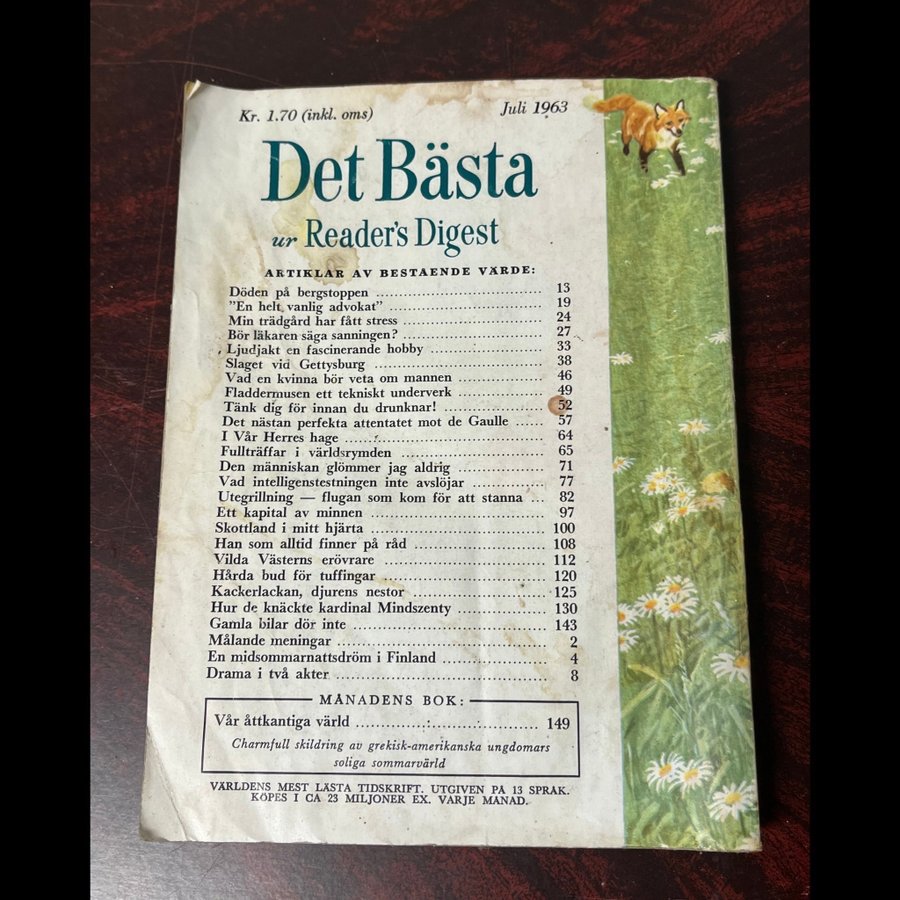 Kr. 1.70 (inkl. oms)
Juli 1963
Det Bästa
ur Reader's Digest
ARTIKLAR AV BESTAENDE VÄRDE:
Döden på bergstoppen ........ 13
"En helt vanlig advokat" ........ 19
Min trädgård har fått stress ........ 24
Bör läkaren säga sanningen? ........ 27
Ljudjakt en fascinerande hobby ........ 33
Slaget vid Gettysburg ........ 38
Vad en kvinna bör veta om mannen ........ 46
Fladdermusen ett tekniskt underverk ........ 49
Tänk dig för innan du drunknar! ........ 52
Det nästan perfekta attentatet mot de Gaulle ...... 57
I Vår Herres hage ........ 64
Fullträffar i världsrymden ........ 65
Den människan glömmer jag aldrig ........ 71
Vad intelligenstestningen inte avslöjar ........ 77
Utegrillning — flugan som kom för att stanna ... 82
Ett kapital av minnen ........ 97
Skottland i mitt hjärta ........ 100
Han som alltid finner på råd ........ 108
Vilda Västerns erövrare ........ 112
Hårda bud för tuffingar ........ 120
Kackerlackan, djurens nestor ........ 125
Hur de knäckte kardinal Mindszenty ........ 130
Gamla bilar dör inte ........ 143
Målande meningar ........ 2
En midsommarnattsdröm i Finland ........ 4
Drama i två akter ........ 8
MÅNADENS BOK:
Vår åttkantiga värld ........ 149
Charmfull skildring av grekisk-amerikanska ungdomars
soliga sommarvärld
VÄRLDENS MEST LÄSTA TIDSKRIFT. UTGIVEN PÅ 13 SPRAK.
KÖPES I CA 23 MILJONER EX. VARJE MANAD.